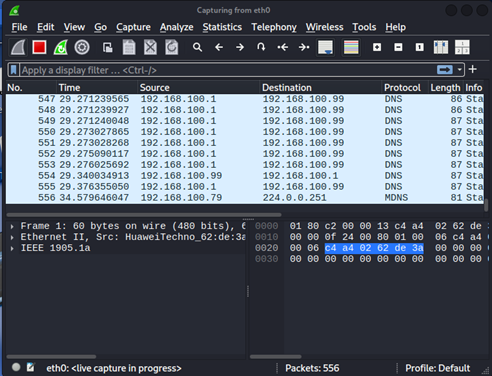 Capturing from eth0
File Edit View Go Capture Analyze Statistics Telephony Wireless Tools Help
Apply a display filter … <Ctrl-/>
No. Time Source Destination Protocol Length Info
547 29.271239565 192.168.100.1 192.168.100.99 DNS 86 Sta
548 29.271239927 192.168.100.1 192.168.100.99 DNS 86 Sta
549 29.271240048 192.168.100.1 192.168.100.99 DNS 87 Sta
550 29.273027865 192.168.100.1 192.168.100.99 DNS 87 Sta
551 29.273028268 192.168.100.1 192.168.100.99 DNS 87 Sta
552 29.275090117 192.168.100.1 192.168.100.99 DNS 87 Sta
553 29.276025692 192.168.100.1 192.168.100.99 DNS 87 Sta
554 29.340034913 192.168.100.99 192.168.100.1 DNS 87 Sta
555 29.376355050 192.168.100.1 192.168.100.99 DNS 87 Sta
556 34.579646047 192.168.100.79 224.0.0.251 MDNS 81 Sta
Frame 1: 60 bytes on wire (480 bits), 6
Ethernet II, Src: HuaweiTechno_62:de:3a
IEEE 1905.1a
0000 01 80 c2 00 00 13 c4 a4 02 62 de
0010 00 00 0f 24 00 80 01 00 06 c4 a4
0020 00 06 c4 a4 02 62 de 3a 00 00 00
0030 00 00 00 00 00 00 00 00 00 00 00
eth0: <live capture in progress> Packets: 556 Profile: Default